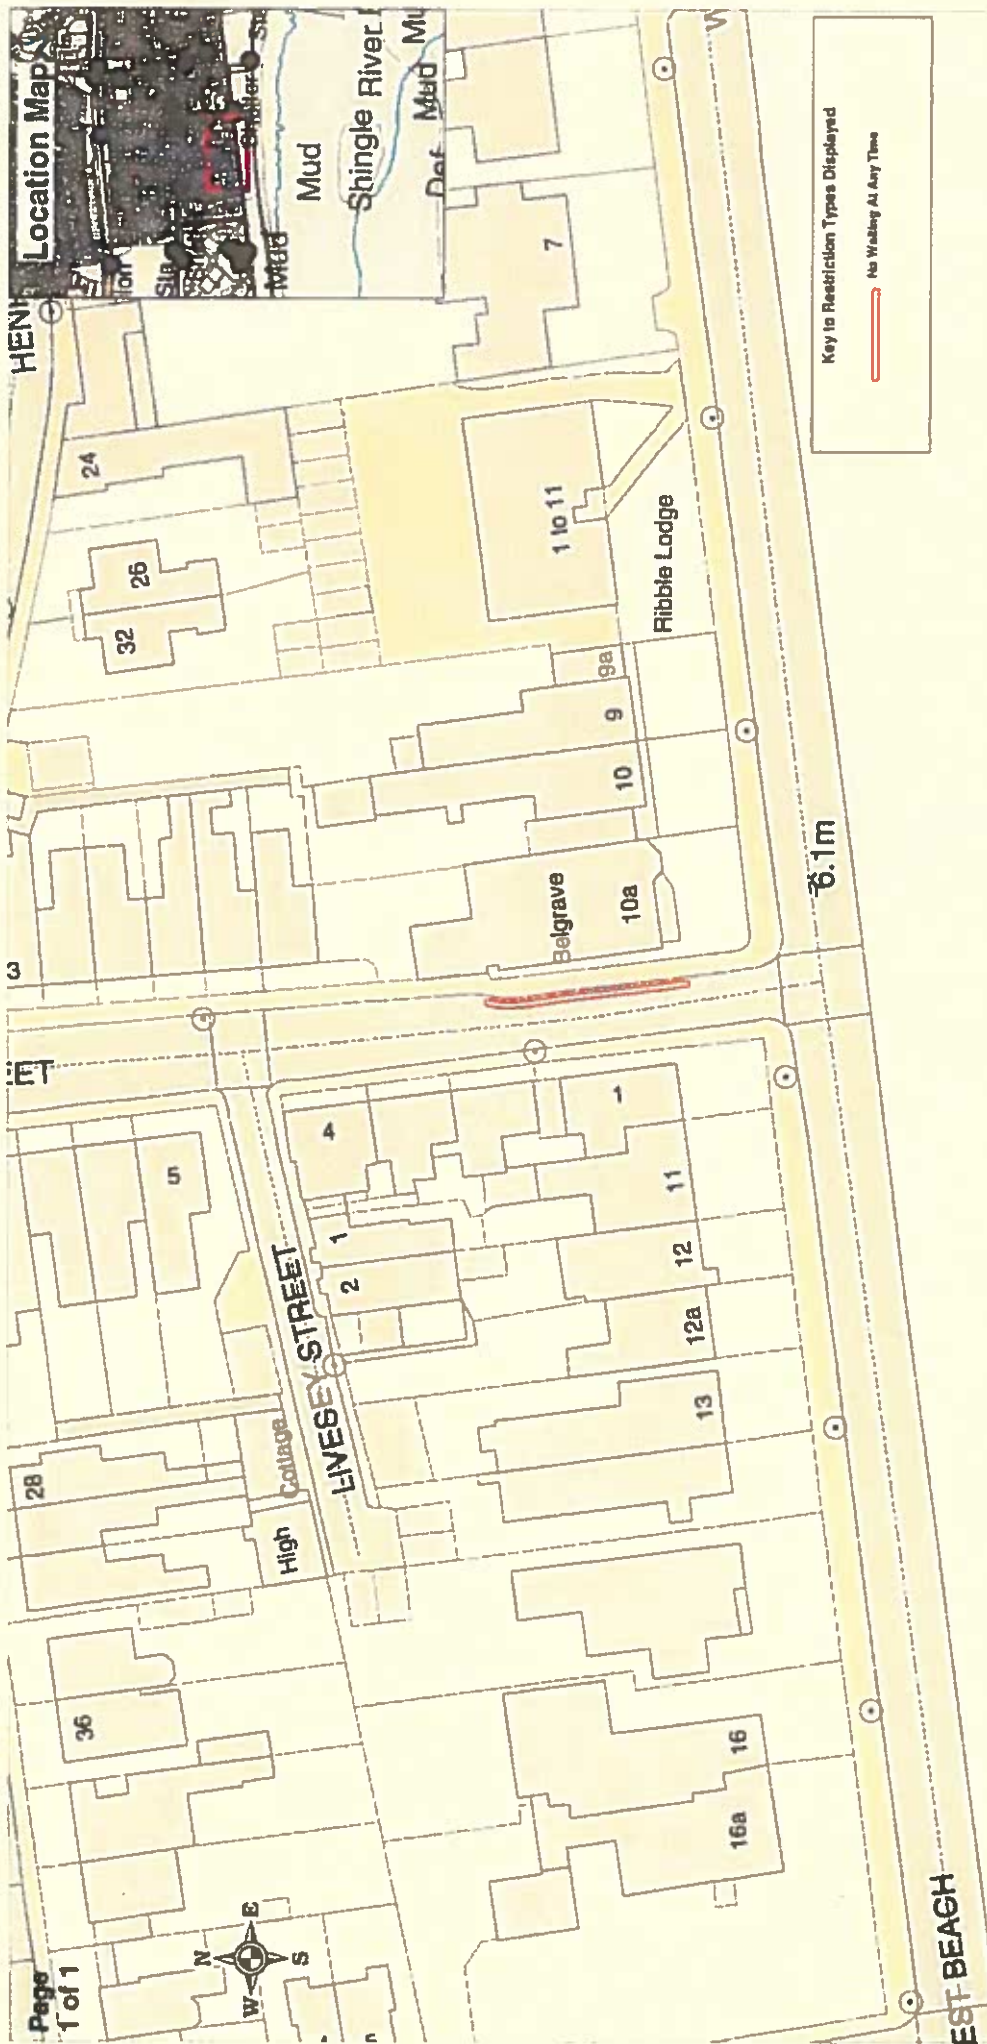 Page
1 of 1
N
E
S
W
36
28
High
Cottage
LIVESEY STREET
5
4
1
2
1
11
12
12a
13
16
16a
EST BEACH
ET
3
Belgrave
10a
10
9
9a
6.1m
32
26
24
HENR
1 to 11
Ribble Lodge
7
W
Location Map
Mud
Shingle
River
Mud
Mud
Mud
Key to Restriction Types Displayed
No Waiting At Any Time